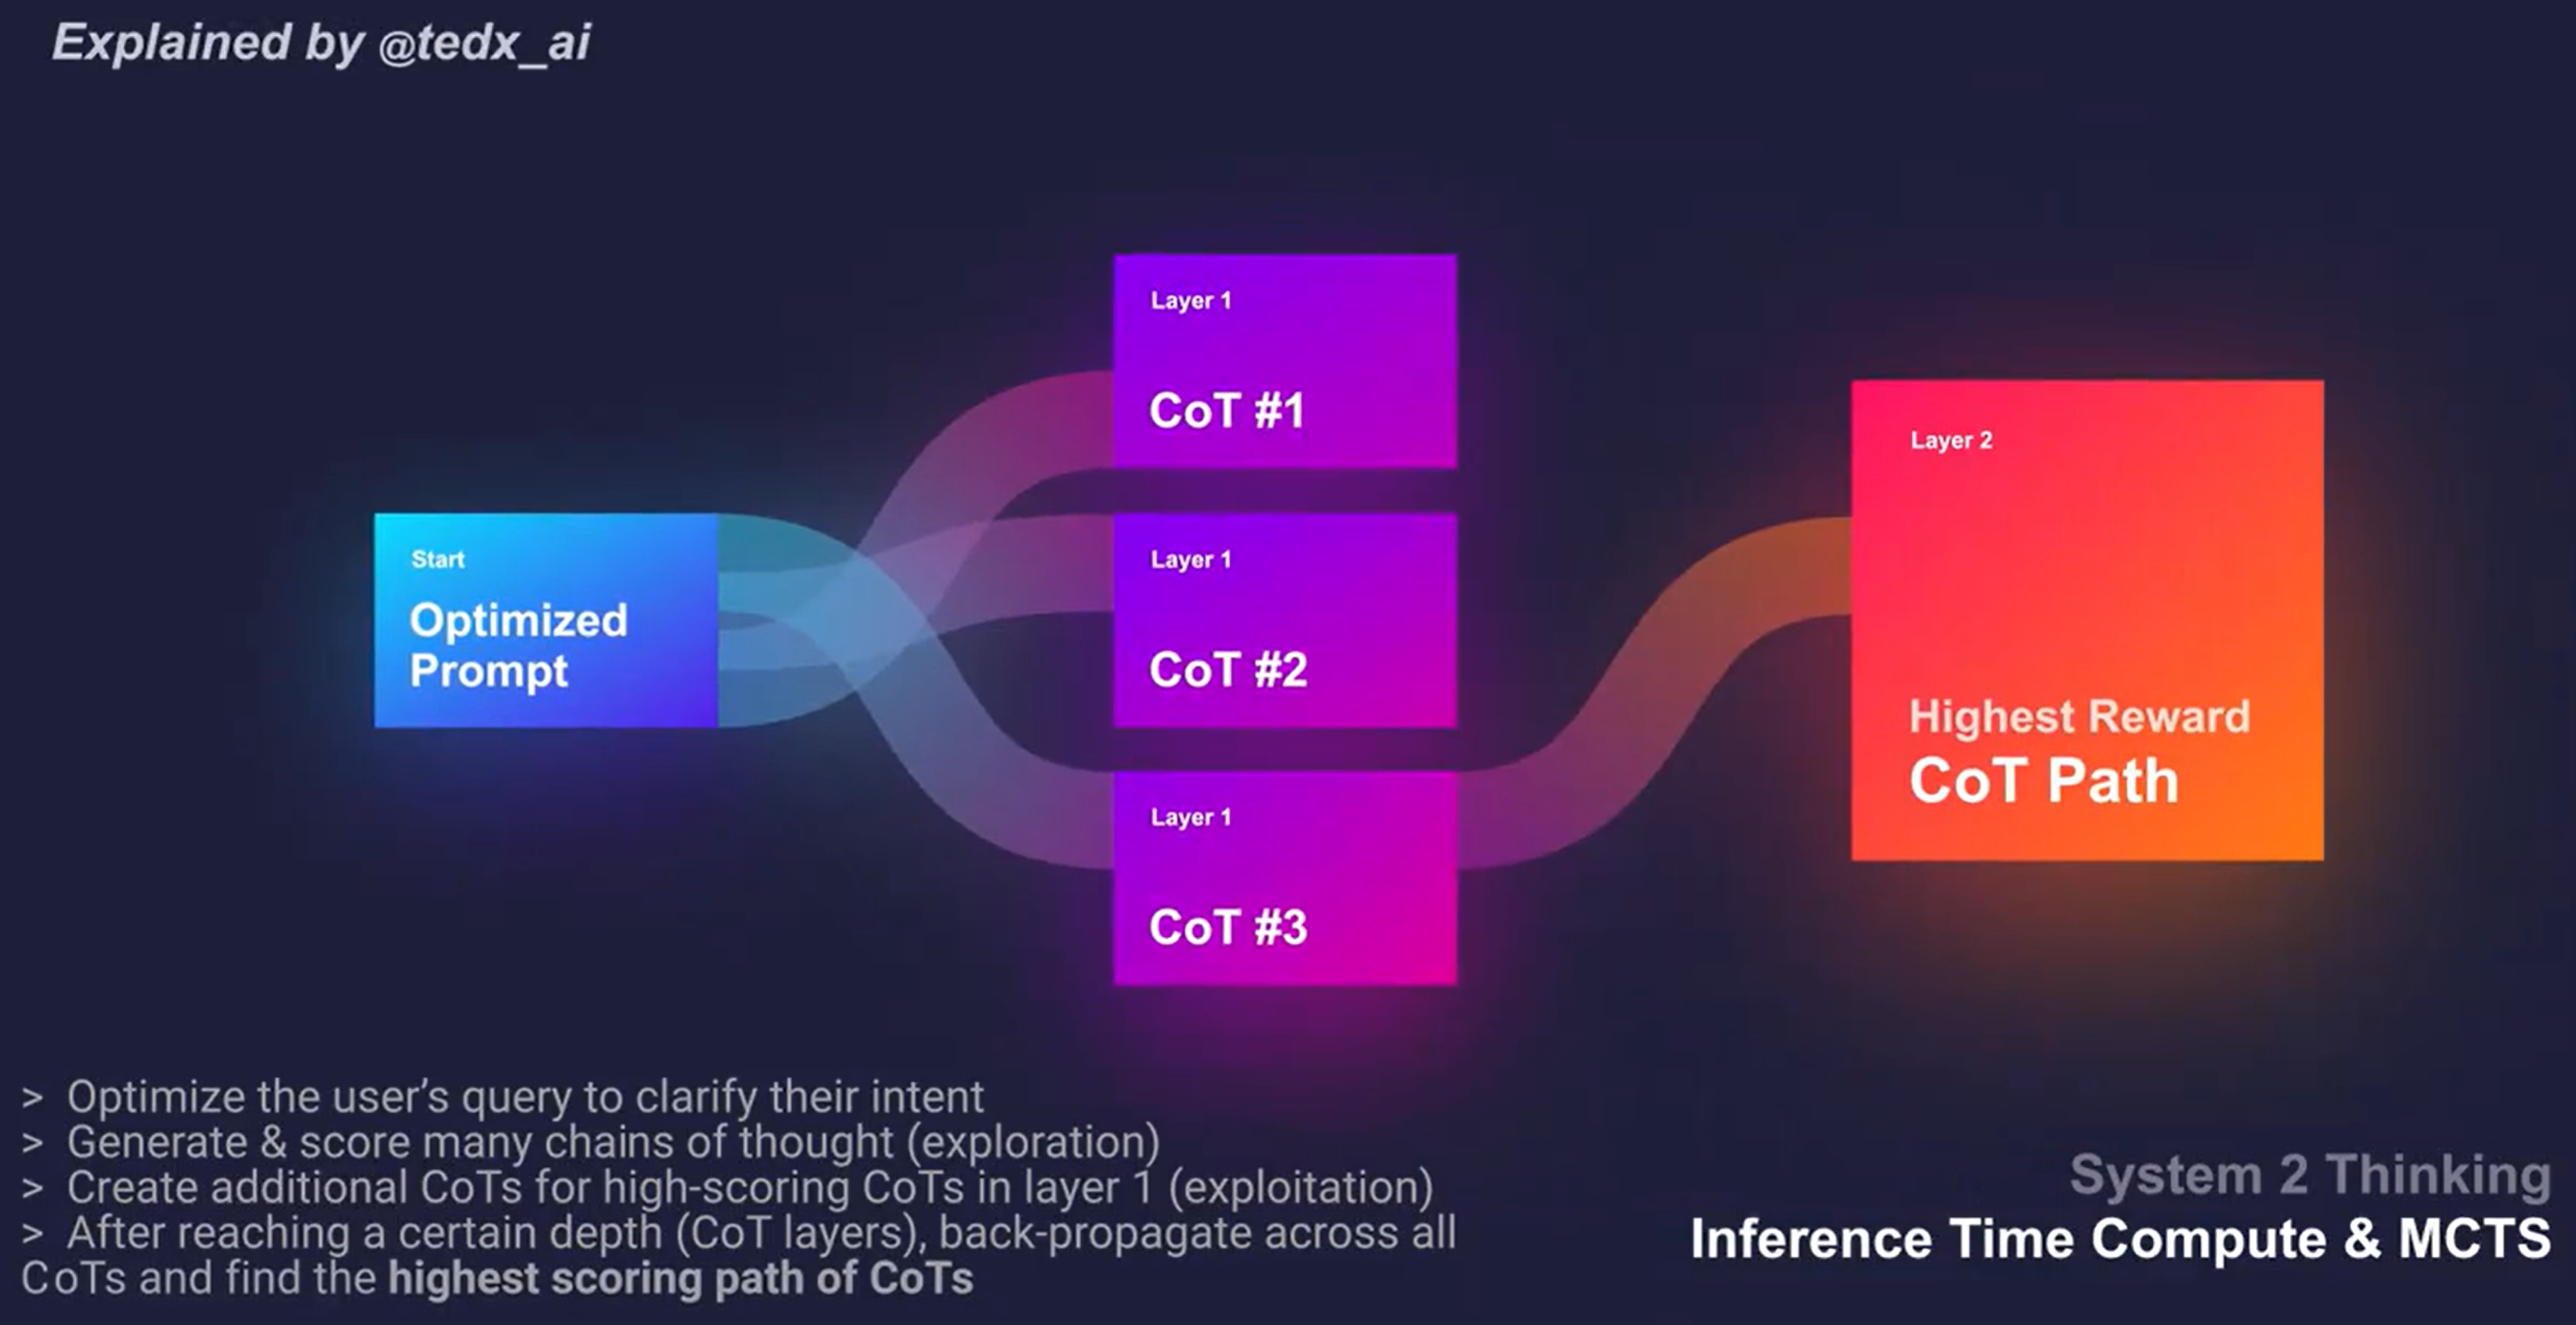 Explained by @tedx_ai
Layer 1
CoT #1
Start
Optimized
Prompt
Layer 1
CoT #2
Layer 1
CoT #3
Layer 2
Highest Reward
CoT Path
> Optimize the user’s query to clarify their intent
> Generate & score many chains of thought (exploration)
> Create additional CoTs for high-scoring CoTs in layer 1 (exploitation)
> After reaching a certain depth (CoT layers), back-propagate across all
CoTs and find the highest scoring path of CoTs
System 2 Thinking
Inference Time Compute & MCTS